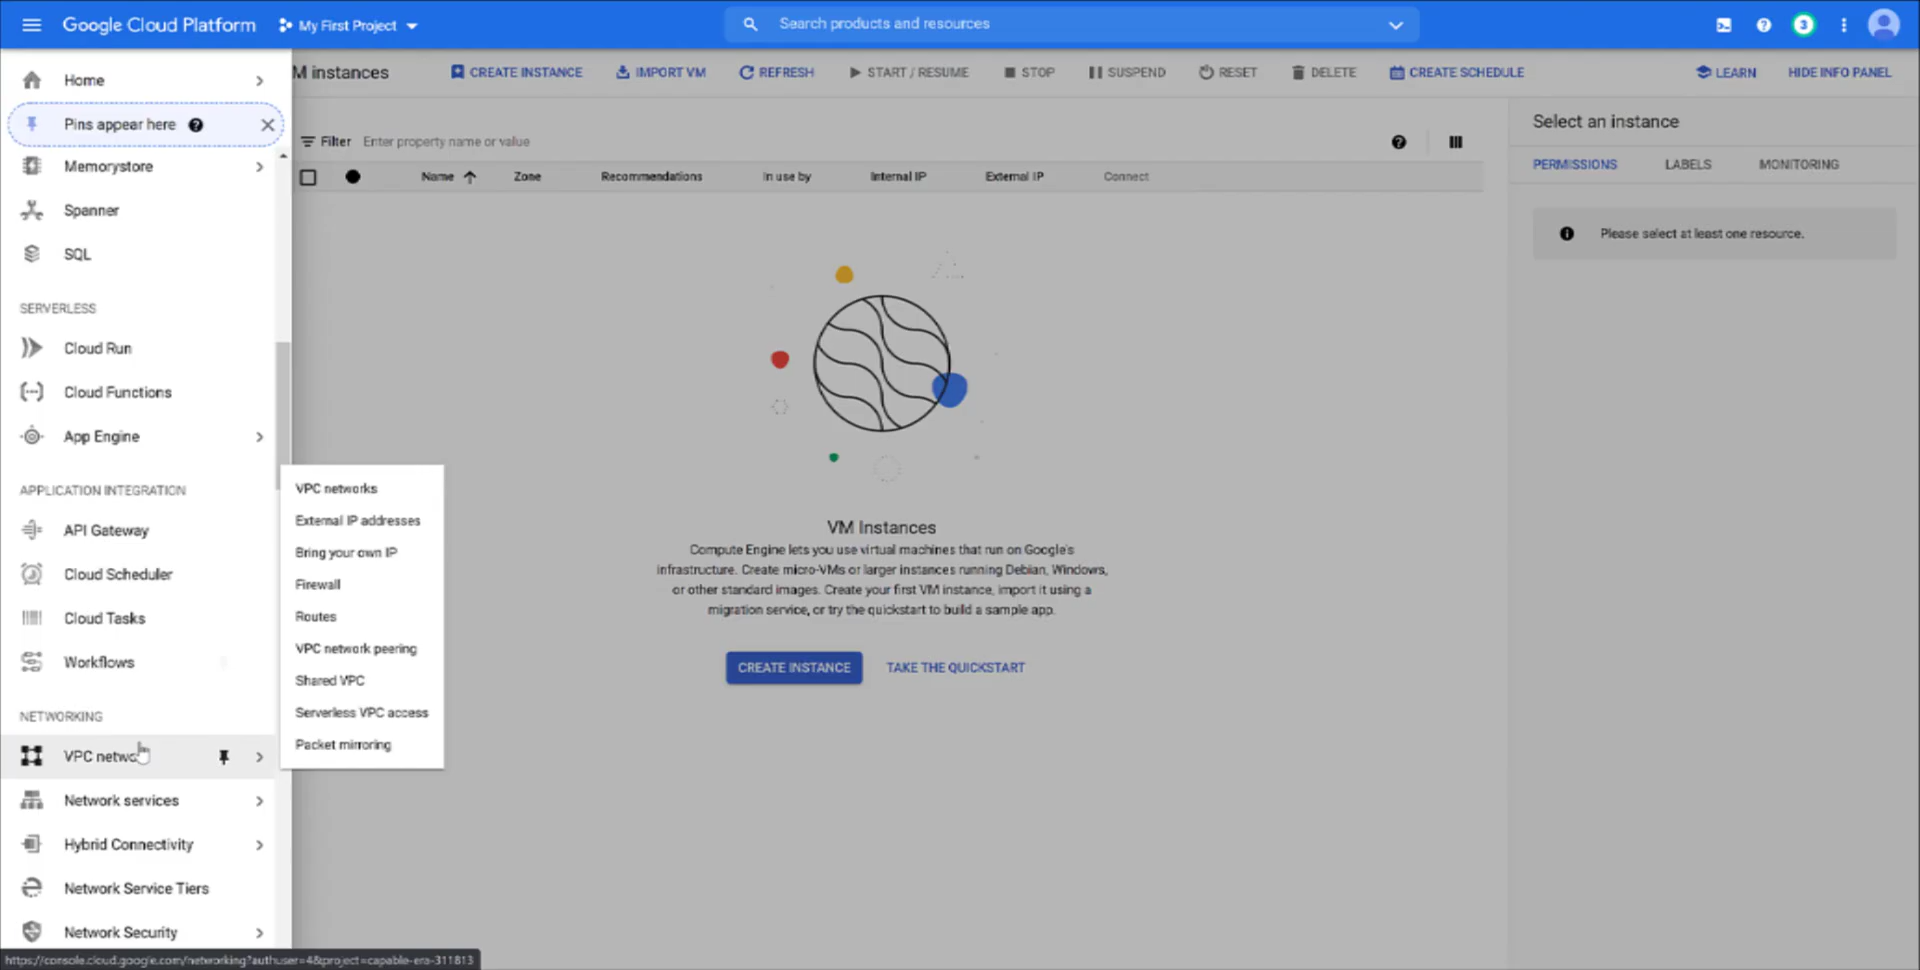 Google Cloud Platform My First Project Search products and resources 3
Home
Pins appear here
Memorystore
Spanner
SQL
SERVERLESS
Cloud Run
Cloud Functions
App Engine
APPLICATION INTEGRATION
API Gateway
Cloud Scheduler
Cloud Tasks
Workflows
NETWORKING
VPC netwo
Network services
Hybrid Connectivity
Network Service Tiers
Network Security
https://console.cloud.google.com/networking?authuser=4&project=capable-era-311813
VPC networks
External IP addresses
Bring your own IP
Firewall
Routes
VPC network peering
Shared VPC
Serverless VPC access
Packet mirroring
M instances CREATE INSTANCE IMPORT VM REFRESH START / RESUME STOP SUSPEND RESET DELETE CREATE SCHEDULE LEARN HIDE INFO PANEL
Filter Enter property name or value
Name Zone Recommendations In use by Internal IP External IP Connect
VM Instances
Compute Engine lets you use virtual machines that run on Google's
infrastructure. Create micro-VMs or larger instances running Debian, Windows,
or other standard images. Create your first VM instance, import it using a
migration service, or try the quickstart to build a sample app.
CREATE INSTANCE TAKE THE QUICKSTART
Select an instance
PERMISSIONS LABELS MONITORING
Please select at least one resource.